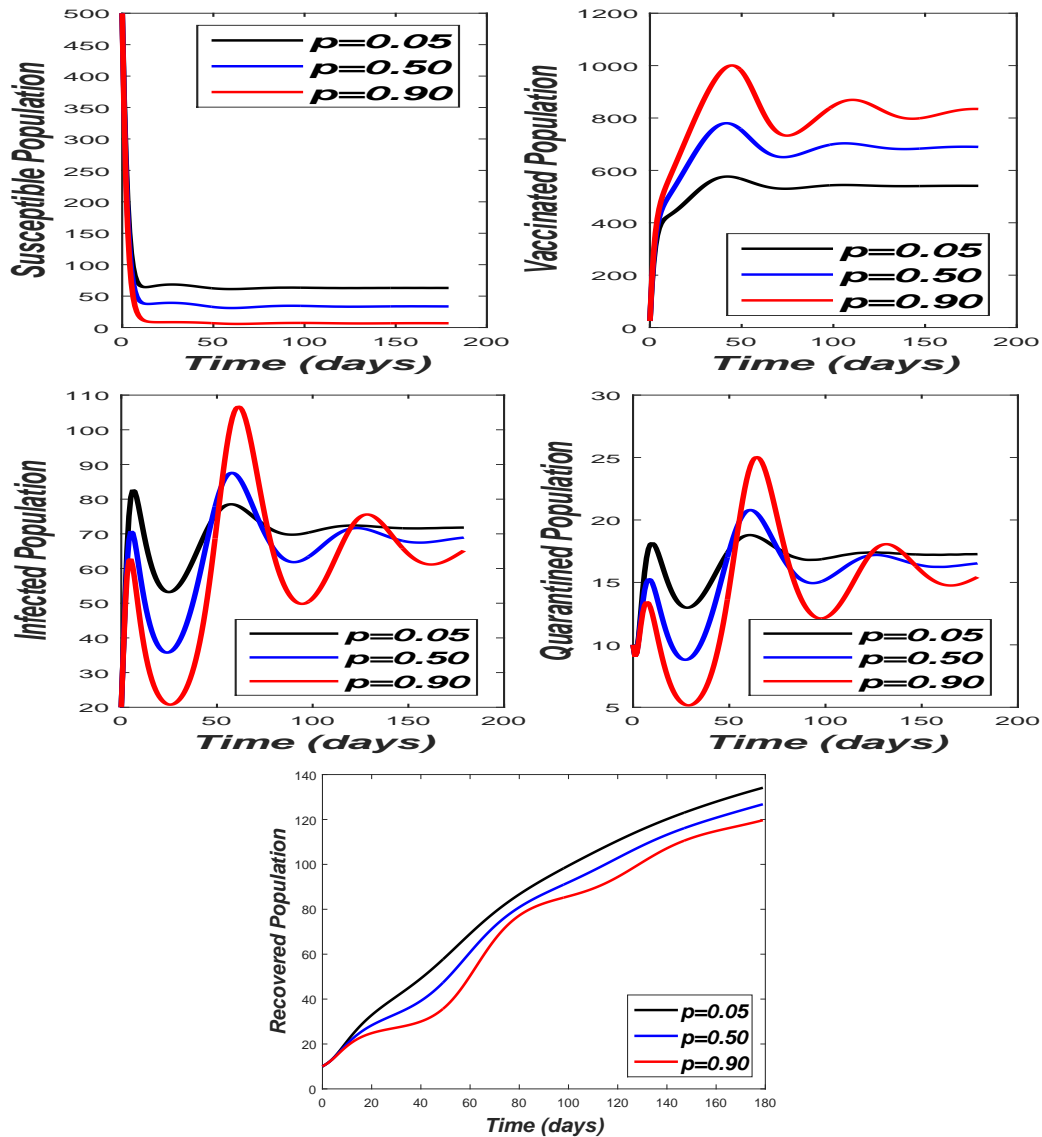 500
450
400
350
300
250
200
150
100
50
0
Susceptible Population
p=0.05
p=0.50
p=0.90
0 50 100 150 200
Time (days)
1200
1000
800
600
400
200
0
Vaccinated Population
p=0.05
p=0.50
p=0.90
0 50 100 150 200
Time (days)
110
100
90
80
70
60
50
40
30
20
Infected Population
p=0.05
p=0.50
p=0.90
0 50 100 150 200
Time (days)
30
25
20
15
10
5
Quarantined Population
p=0.05
p=0.50
p=0.90
0 50 100 150 200
Time (days)
140
120
100
80
60
40
20
0
Recovered Population
p=0.05
p=0.50
p=0.90
0 20 40 60 80 100 120 140 160 180
Time (days)